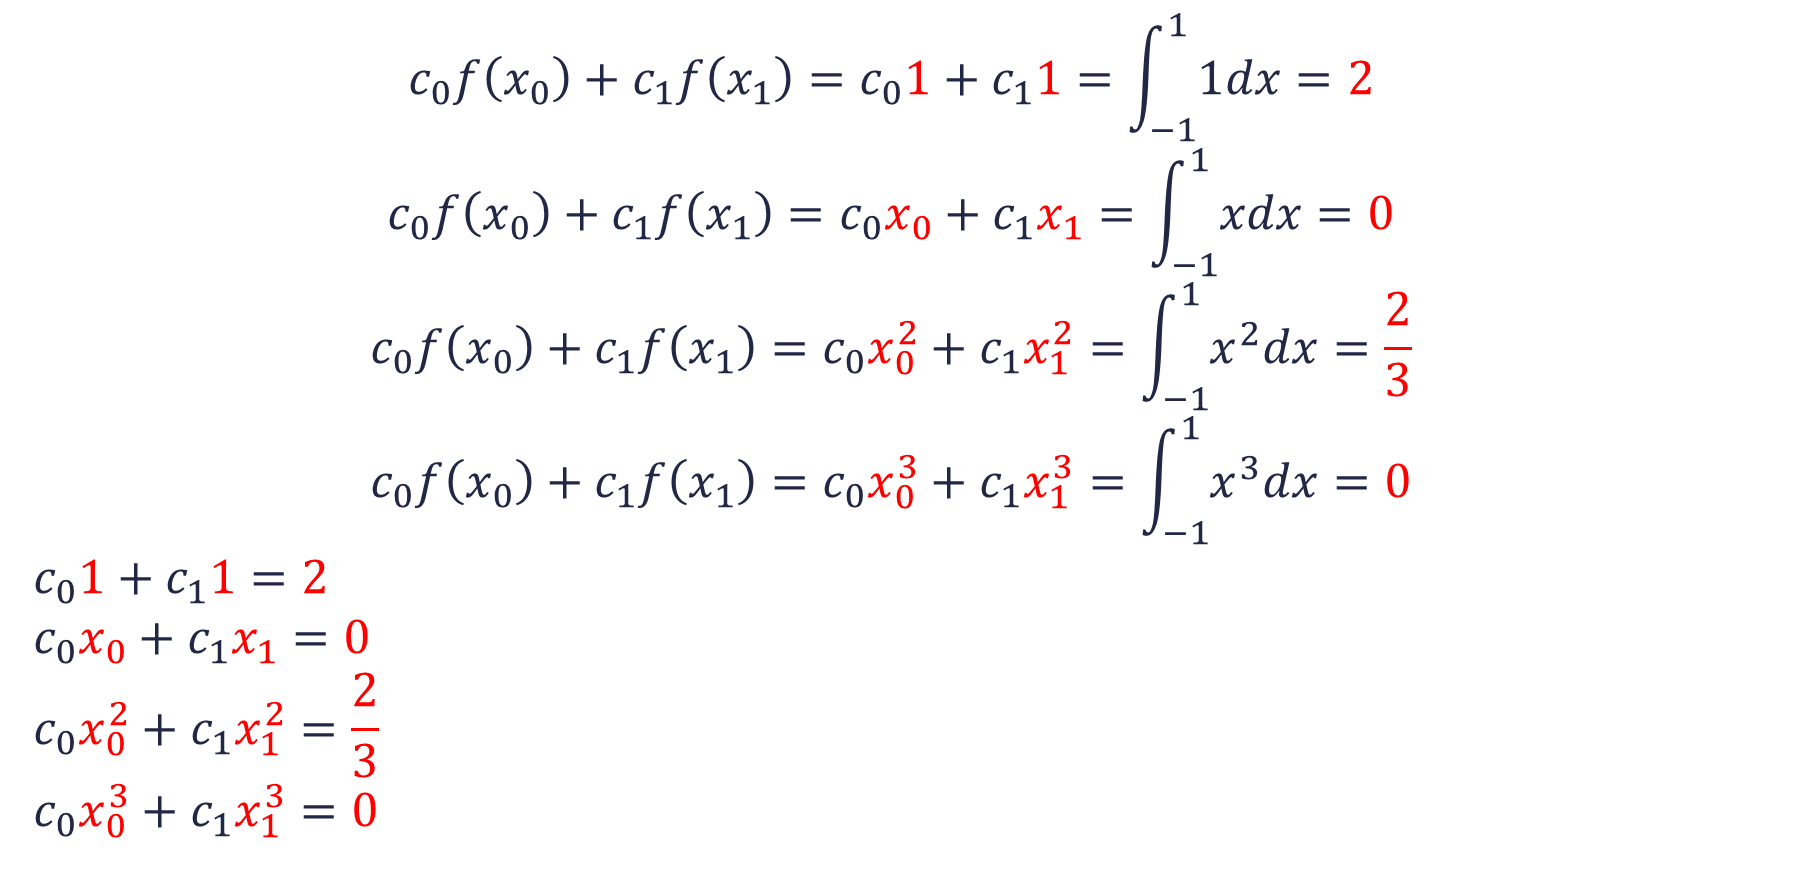 c₀f(x₀) + c₁f(x₁) = c₀1 + c₁1 = ∫₋₁¹ 1dx = 2
c₀f(x₀) + c₁f(x₁) = c₀x₀ + c₁x₁ = ∫₋₁¹ xdx = 0
c₀f(x₀) + c₁f(x₁) = c₀x₀² + c₁x₁² = ∫₋₁¹ x²dx = 2/3
c₀f(x₀) + c₁f(x₁) = c₀x₀³ + c₁x₁³ = ∫₋₁¹ x³dx = 0
c₀1 + c₁1 = 2
c₀x₀ + c₁x₁ = 0
c₀x₀² + c₁x₁² = 2/3
c₀x₀³ + c₁x₁³ = 0